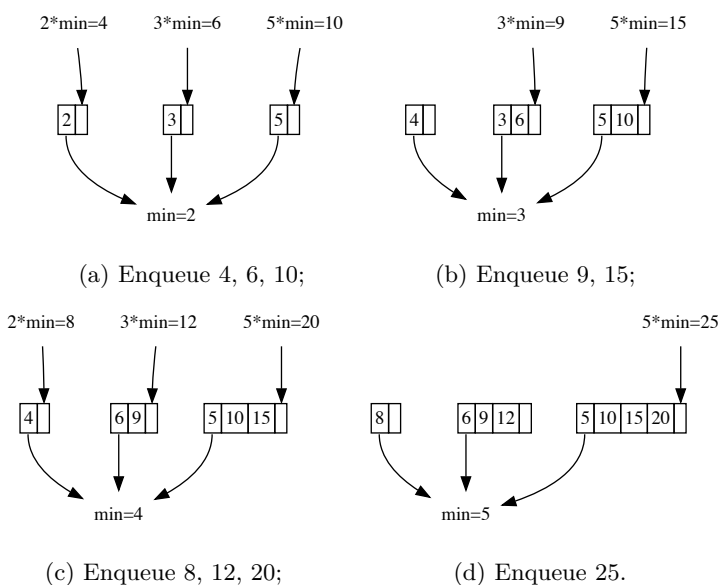 2*min=4 3*min=6 5*min=10 3*min=9 5*min=15
2 3 5 4 3 6 5 10
min=2 min=3
(a) Enqueue 4, 6, 10; (b) Enqueue 9, 15;
2*min=8 3*min=12 5*min=20 5*min=25
4 6 9 5 10 15 8 6 9 12 5 10 15 20
min=4 min=5
(c) Enqueue 8, 12, 20; (d) Enqueue 25.